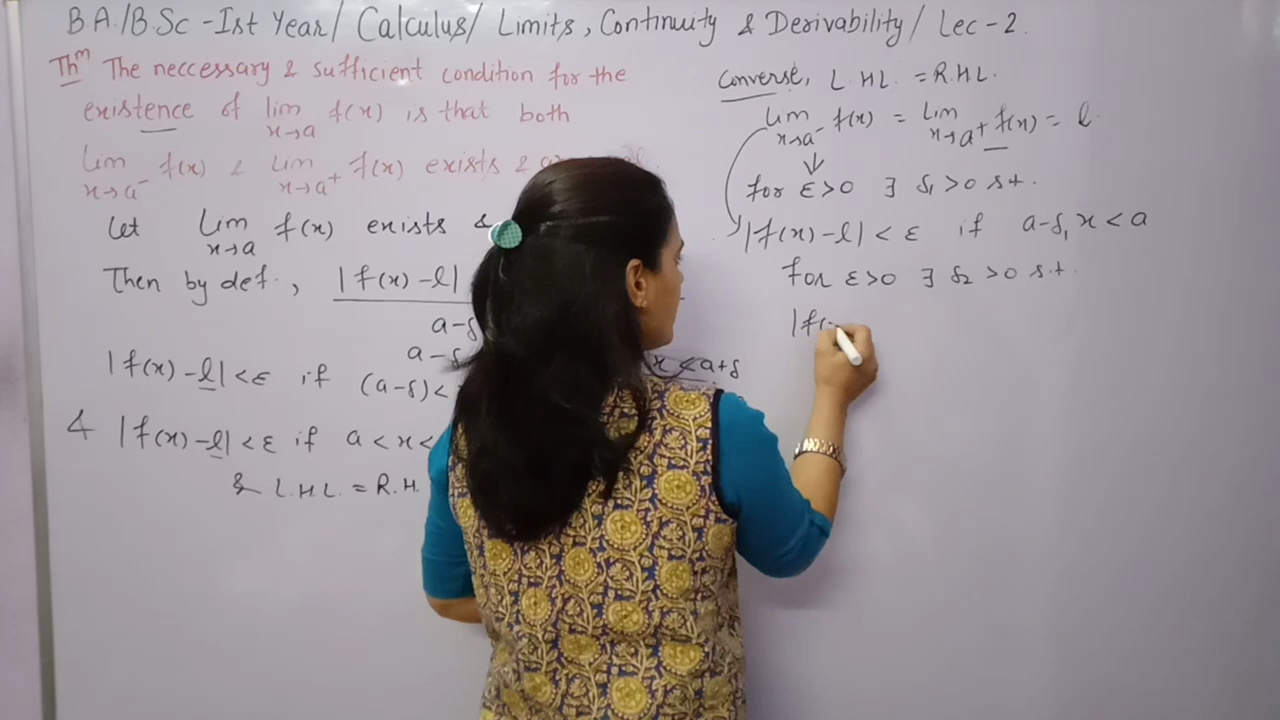 B.A./B.Sc - Ist Year/ Calculus/ Limits, Continuity & Derivability/ Lec-2.
Thm The neccessary & sufficient condition for the
existence of lim x→a f(x) is that both
lim x→a⁻ f(x) & lim x→a⁺ f(x) exists &
Let lim x→a f(x) exists &
Then by def., |f(x)-l|
a-δ
a-δ x < a+δ
|f(x)-l| < ε if (a-δ) <
& |f(x)-l| < ε if a < x <
& L.H.L. = R.H.
Converse, L.H.L. = R.H.L.
lim x→a⁻ f(x) = lim x→a⁺ f(x) = l.
↓
for ε>0 ∃ δ₁>0 s.t.
|f(x)-l| < ε if a-δ₁ x < a
for ε>0 ∃ δ₂>0 s.t.
|f(